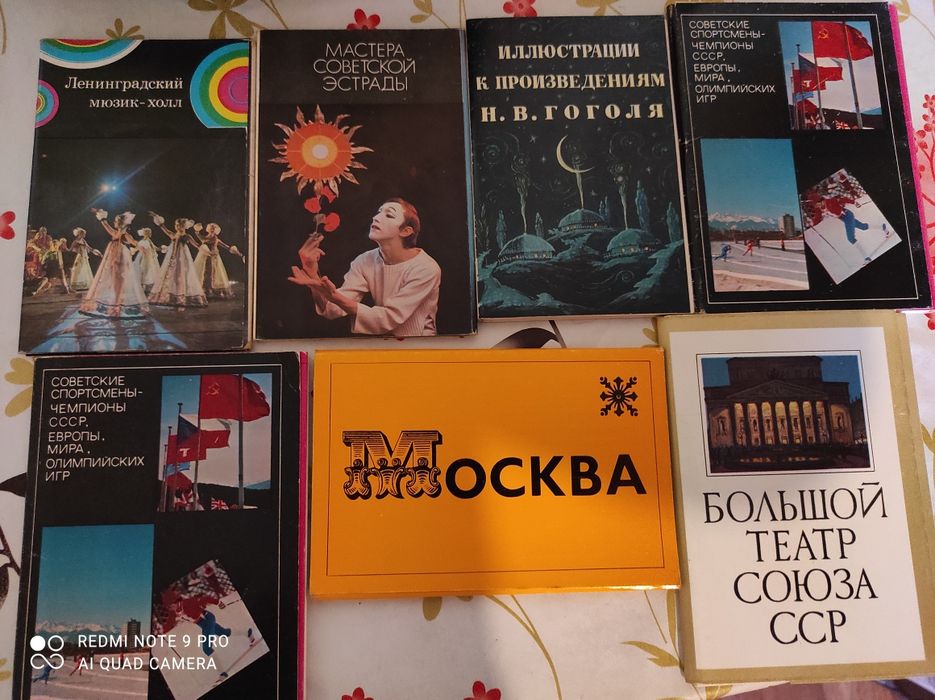 Ленинградский
мюзик-холл
МАСТЕРА
СОВЕТСКОЙ
ЭСТРАДЫ
ИЛЛЮСТРАЦИИ
К ПРОИЗВЕДЕНИЯМ
Н. В. ГОГОЛЯ
СОВЕТСКИЕ
СПОРТСМЕНЫ-
ЧЕМПИОНЫ
СССР,
ЕВРОПЫ,
МИРА,
ОЛИМПИЙСКИХ
ИГР
СОВЕТСКИЕ
СПОРТСМЕНЫ-
ЧЕМПИОНЫ
СССР,
ЕВРОПЫ,
МИРА,
ОЛИМПИЙСКИХ
ИГР
МОСКВА
БОЛЬШОЙ
ТЕАТР
СОЮЗА
ССР
REDMI NOTE 9 PRO
AI QUAD CAMERA